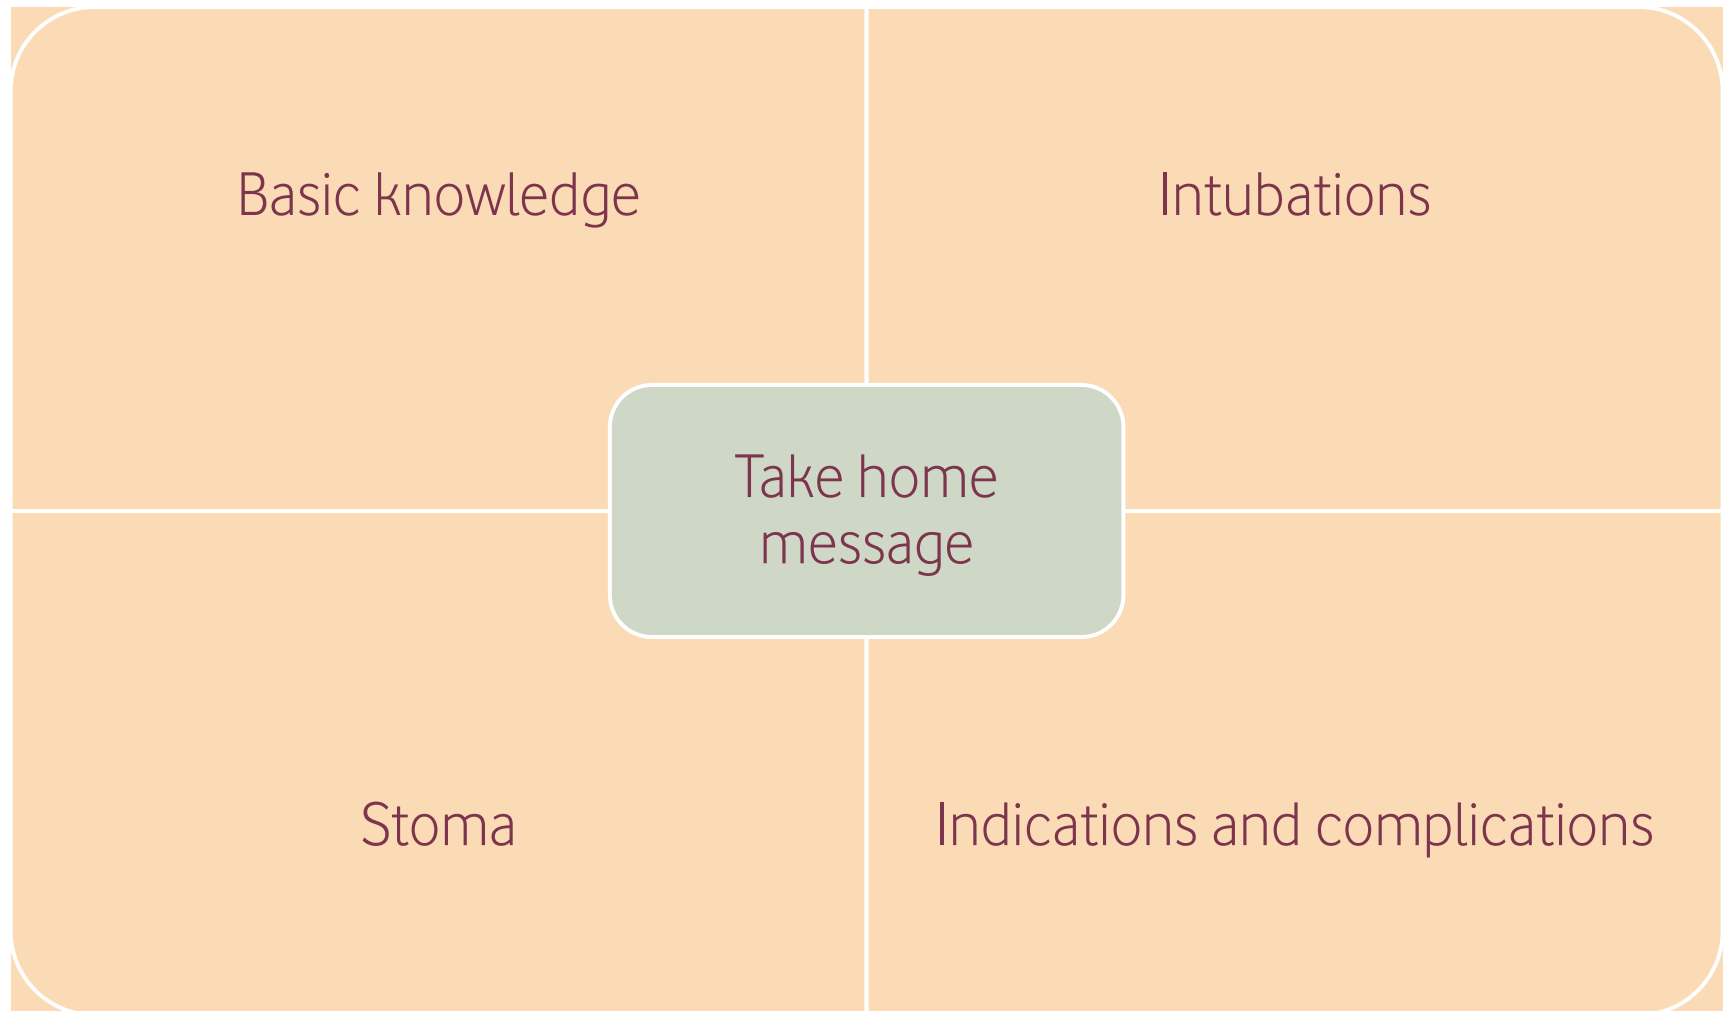 Basic knowledge
Intubations
Take home
message
Stoma
Indications and complications